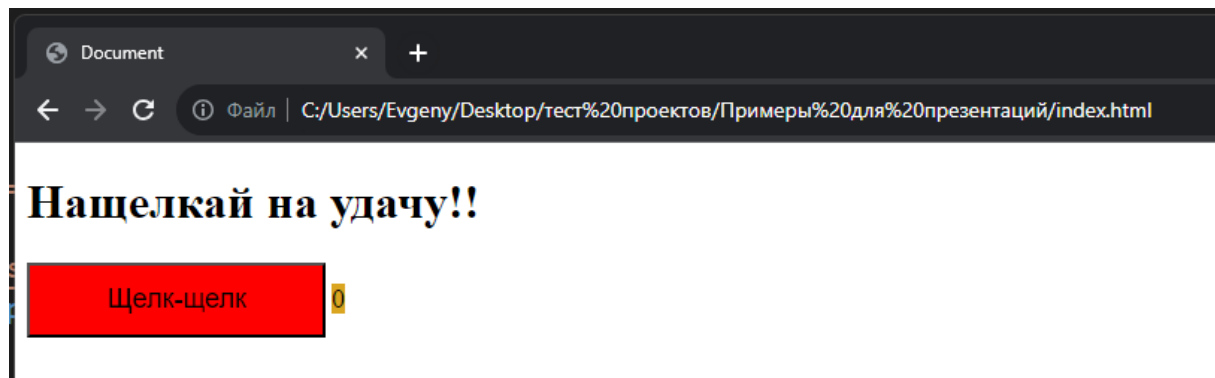 Document
Файл | C:/Users/Evgeny/Desktop/тест%20проектов/Примеры%20для%20презентаций/index.html
Нащелкай на удачу!!
Щелк-щелк 0